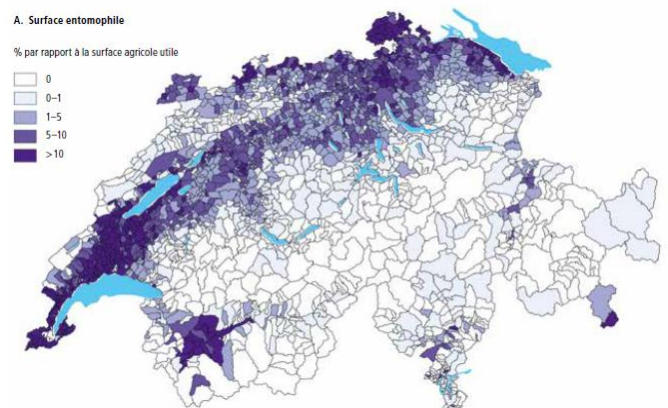 A. Surface entomophile
% par rapport à la surface agricole utile
0
0–1
1–5
5–10
>10